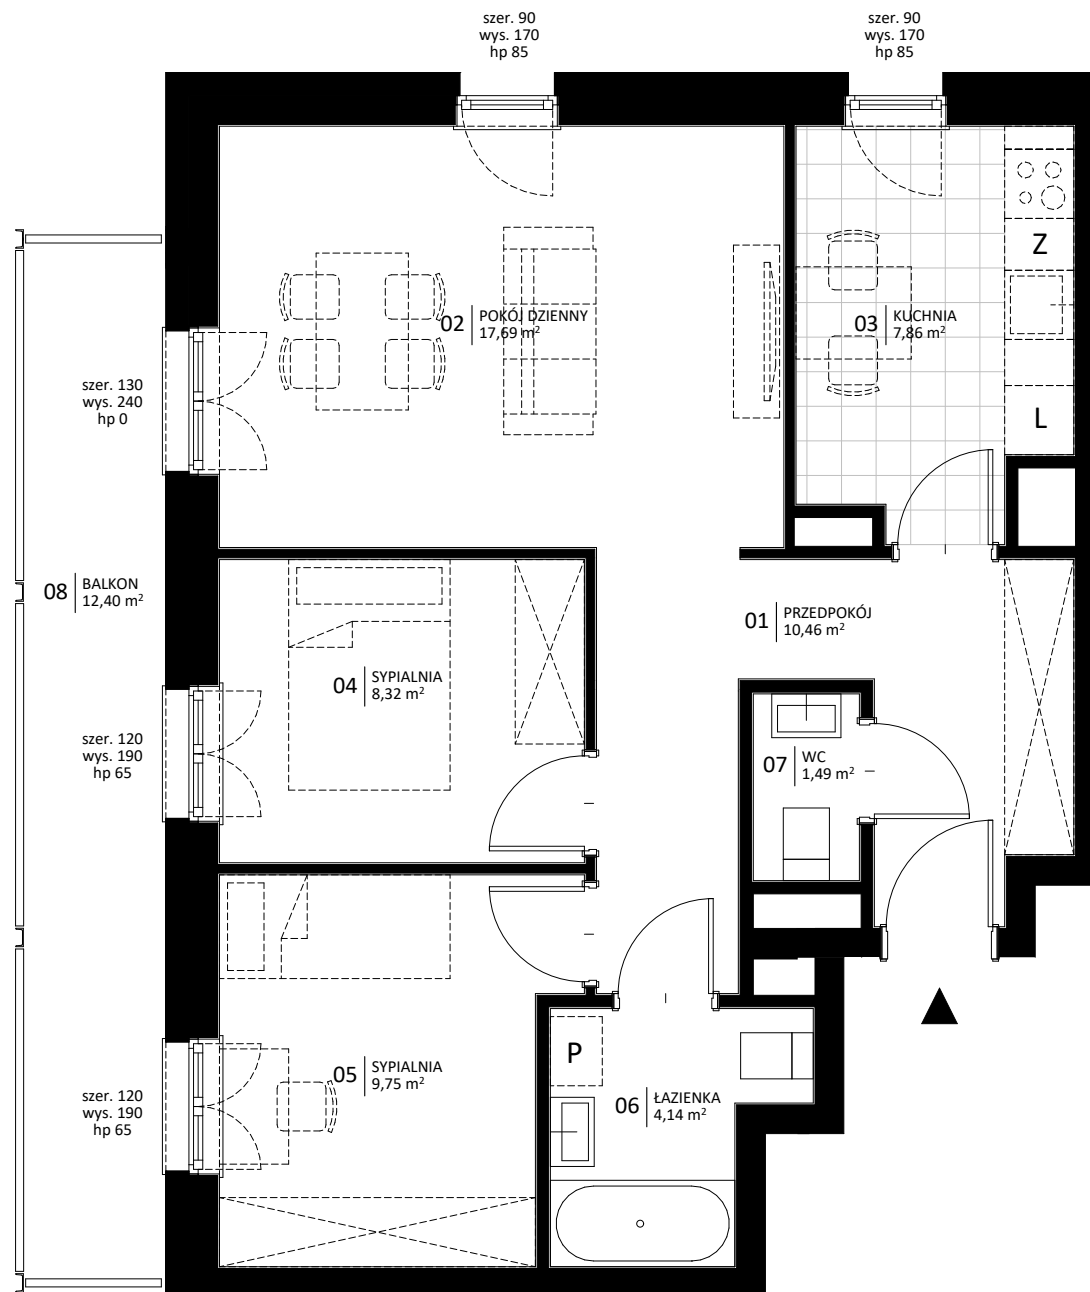 szer. 90
wys. 170
hp 85
szer. 90
wys. 170
hp 85
Z
02 POKÓJ DZIENNY
17,69 m²
03 KUCHNIA
7,86 m²
szer. 130
wys. 240
hp 0
L
08 BALKON
12,40 m²
01 PRZEDPOKÓJ
10,46 m²
04 SYPIALNIA
8,32 m²
szer. 120
wys. 190
hp 65
07 WC
1,49 m²
P
05 SYPIALNIA
9,75 m²
szer. 120
wys. 190
hp 65
06 ŁAZIENKA
4,14 m²